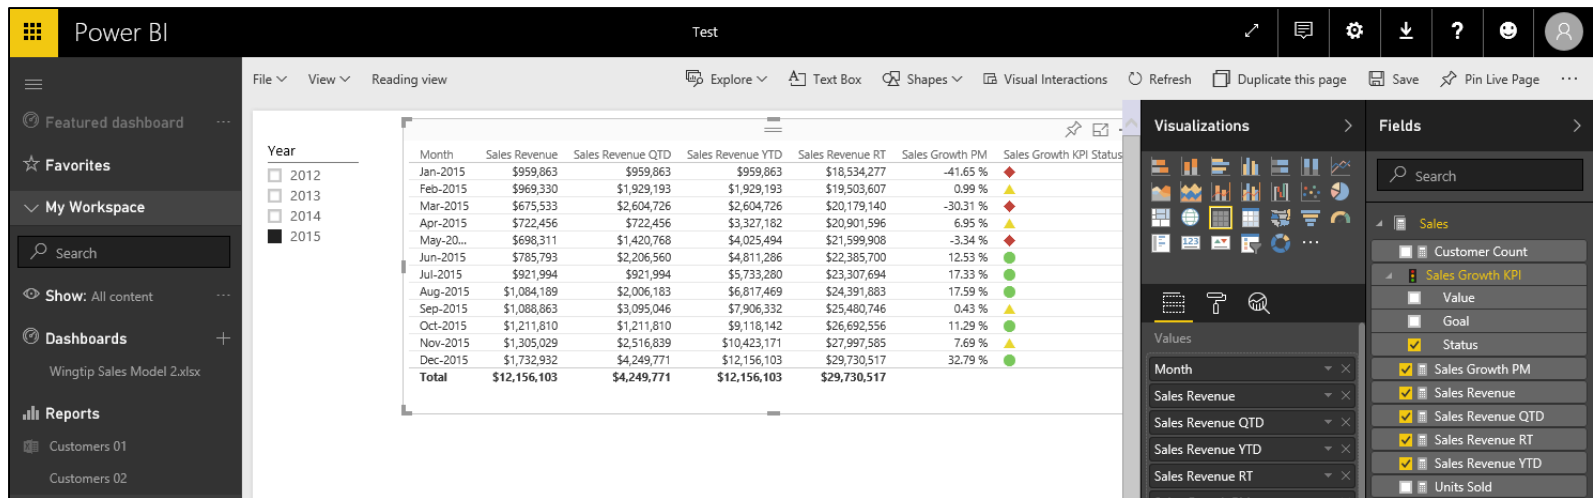 Power BI
Test
File View Reading view Explore Text Box Shapes Visual Interactions Refresh Duplicate this page Save Pin Live Page ...
Featured dashboard ...
Favorites
My Workspace
Search
Show: All content ...
Dashboards
Wingtip Sales Model 2.xlsx
Reports
Customers 01
Customers 02
Year
2012
2013
2014
2015
Month Sales Revenue Sales Revenue QTD Sales Revenue YTD Sales Revenue RT Sales Growth PM Sales Growth KPI Status
Jan-2015 $959,863 $959,863 $959,863 $18,534,277 -41.65 %
Feb-2015 $969,330 $1,929,193 $1,929,193 $19,503,607 0.99 %
Mar-2015 $675,533 $2,604,726 $2,604,726 $20,179,140 -30.31 %
Apr-2015 $722,456 $722,456 $3,327,182 $20,901,596 6.95 %
May-20... $698,311 $1,420,768 $4,025,494 $21,599,908 -3.34 %
Jun-2015 $785,793 $2,206,560 $4,811,286 $22,385,700 12.53 %
Jul-2015 $921,994 $921,994 $5,733,280 $23,307,694 17.33 %
Aug-2015 $1,084,189 $2,006,183 $6,817,469 $24,391,883 17.59 %
Sep-2015 $1,088,863 $3,095,046 $7,906,332 $25,480,746 0.43 %
Oct-2015 $1,211,810 $1,211,810 $9,118,142 $26,692,556 11.29 %
Nov-2015 $1,305,029 $2,516,839 $10,423,171 $27,997,585 7.69 %
Dec-2015 $1,732,932 $4,249,771 $12,156,103 $29,730,517 32.79 %
Total $12,156,103 $4,249,771 $12,156,103 $29,730,517
Visualizations
123
Values
Month
Sales Revenue
Sales Revenue QTD
Sales Revenue YTD
Sales Revenue RT
Fields
Search
Sales
Customer Count
Sales Growth KPI
Value
Goal
Status
Sales Growth PM
Sales Revenue
Sales Revenue QTD
Sales Revenue RT
Sales Revenue YTD
Units Sold